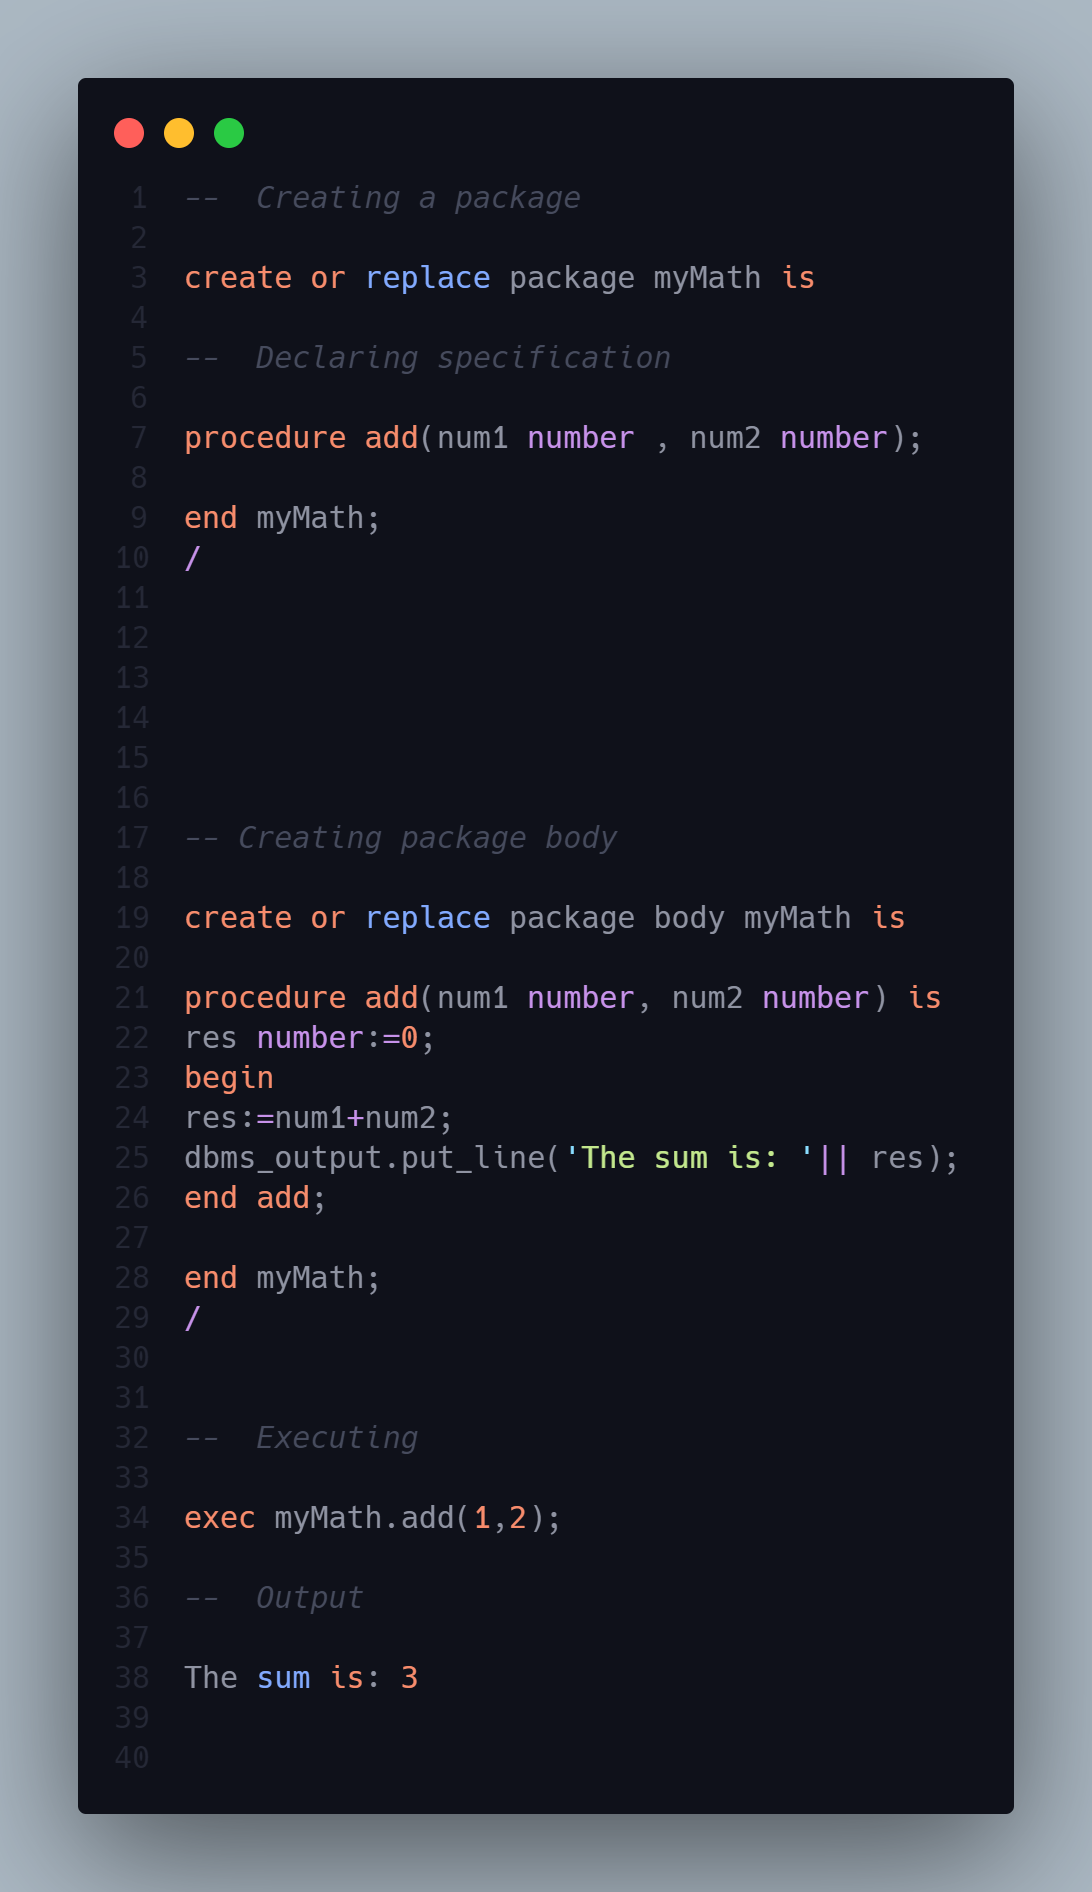 1 --  Creating a package
2
3 create or replace package myMath is
4
5 --  Declaring specification
6
7 procedure add(num1 number , num2 number);
8
9 end myMath;
10 /
11
12
13
14
15
16
17 -- Creating package body
18
19 create or replace package body myMath is
20
21 procedure add(num1 number, num2 number) is
22 res number:=0;
23 begin
24 res:=num1+num2;
25 dbms_output.put_line('The sum is: '|| res);
26 end add;
27
28 end myMath;
29 /
30
31
32 --  Executing
33
34 exec myMath.add(1,2);
35
36 --  Output
37
38 The sum is: 3
39
40